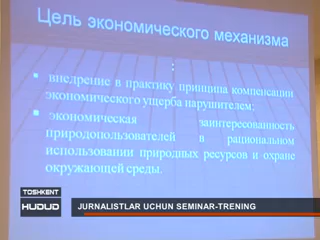 Цель экономического механизма
:
▪ внедрение в практику принципа компенсации
экономического ущерба нарушителем;
▪ экономическая заинтересованность
природопользователей в рациональном
использовании природных ресурсов и охране
окружающей среды.
TOSHKENT
HUDUD
JURNALISTLAR UCHUN SEMINAR-TRENING